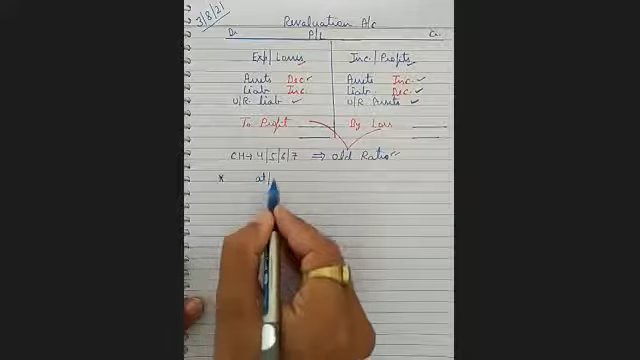 3/8/21
Revaluation A/c
Dr. P/L Cr.
Exp/Losses Inc./Profits
Assets Dec. Assets Inc.
Liab Inc. Liab. Dec.
U/R. Liab U/R. Assets
To Profit By Loss
CH→ 4|5|6|7 ⇒ Old Ratio
* at